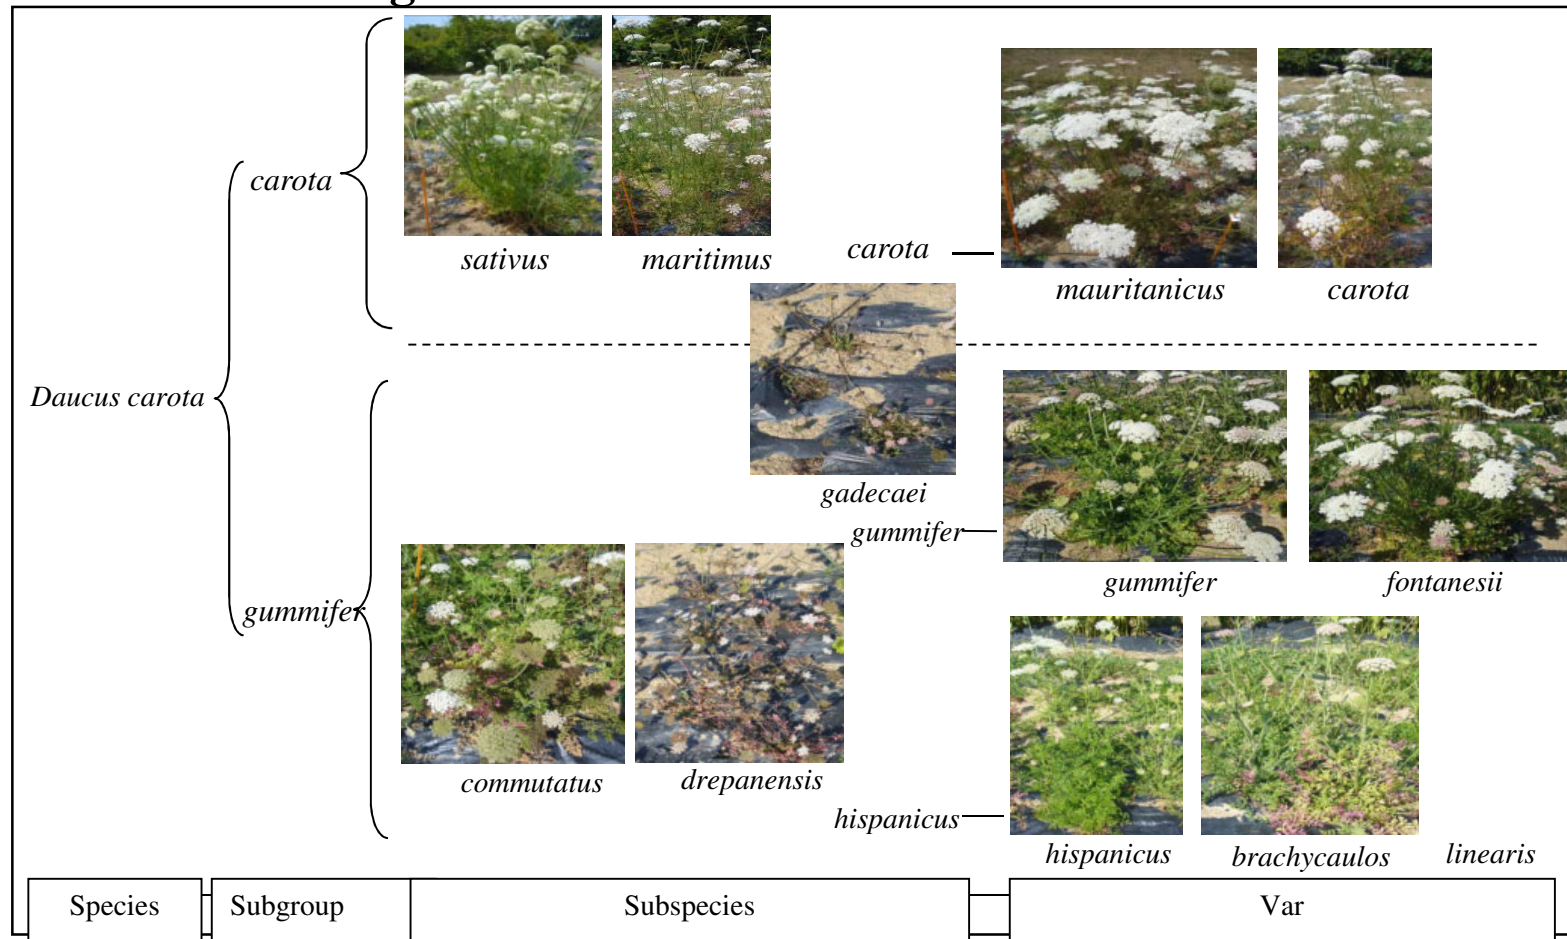 g
carota
sativus
maritimus
carota
mauritanicus
carota
Daucus carota
gadecaei
gummifer
gummifer
fontanesii
gummifer
commutatus
drepanensis
hispanicus
hispanicus
brachycaulos
linearis
Species
Subgroup
Subspecies
Var